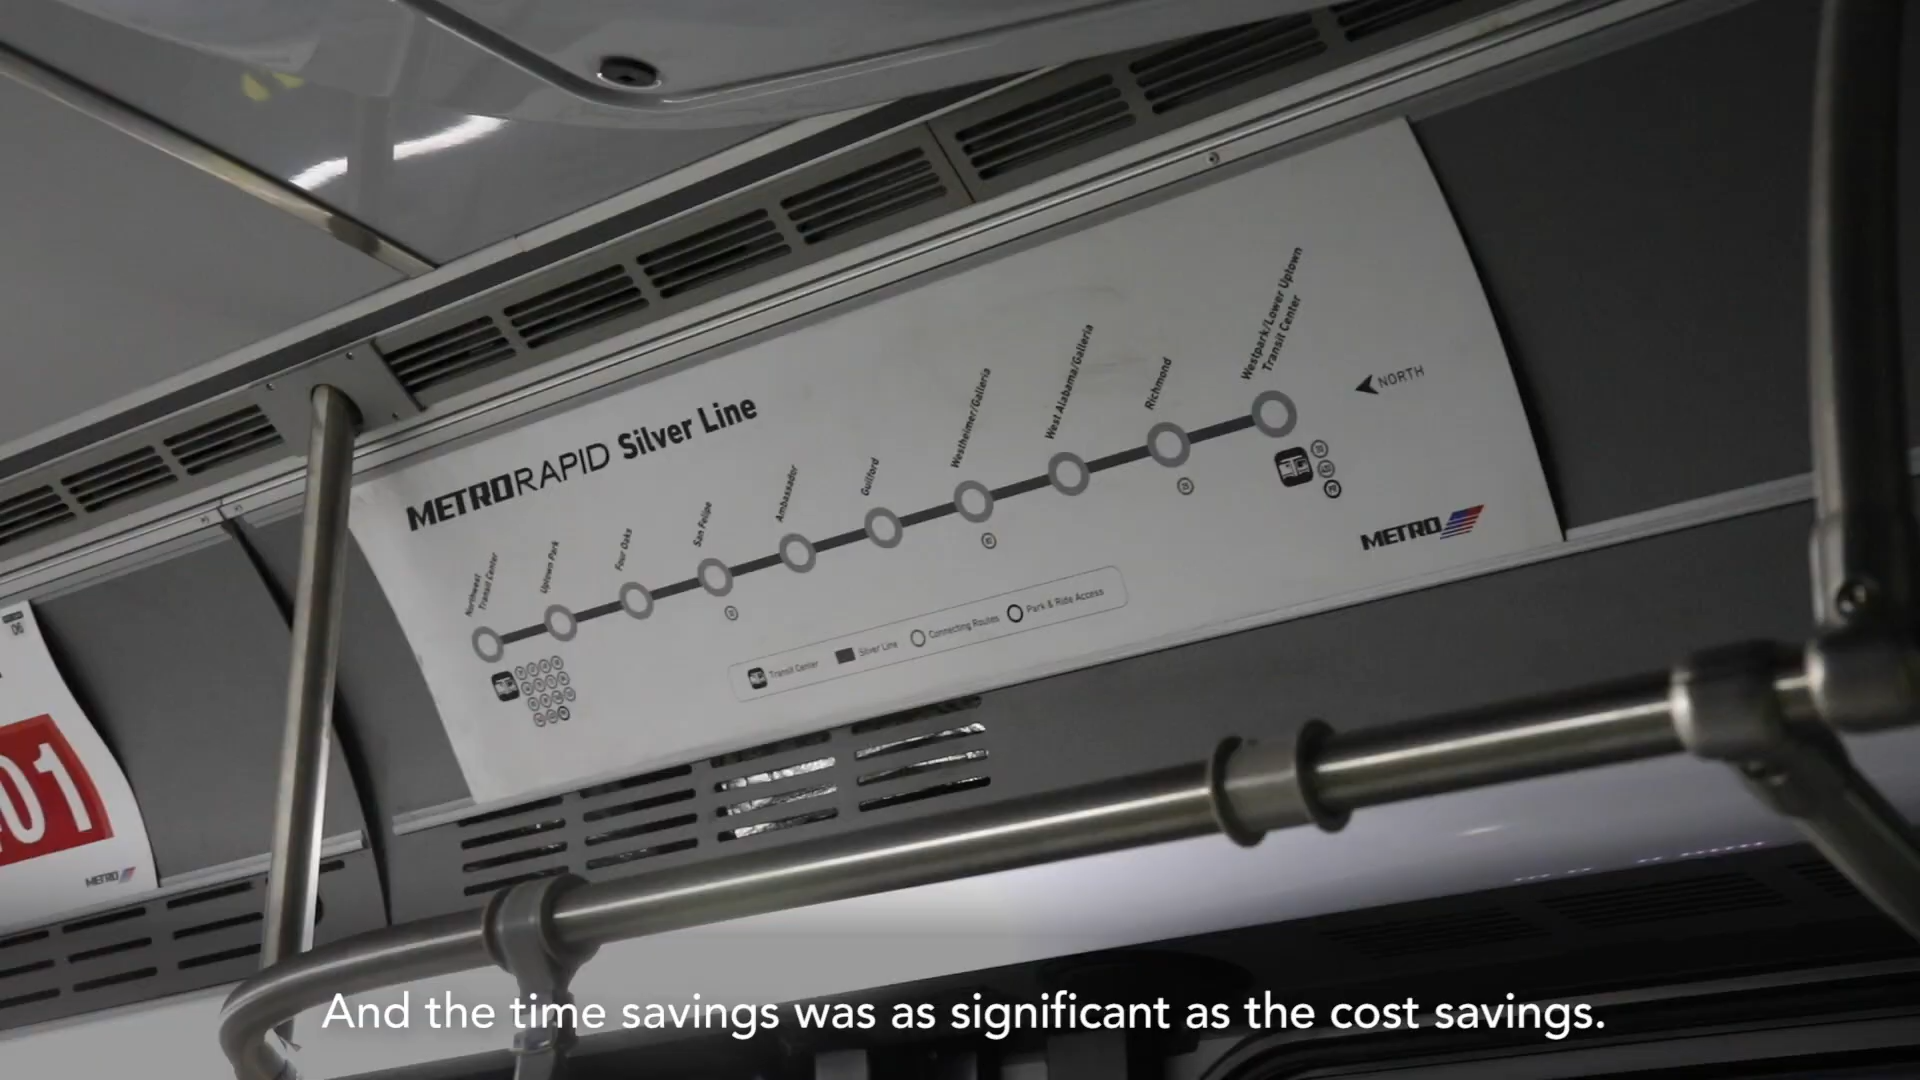 METRORAPID Silver Line
Northwest
Transit Center
Uptown Park
Four Oaks
San Felipe
Ambassador
Guilford
Westheimer/Galleria
West Alabama/Galleria
Richmond
Westpark/Lower Uptown
Transit Center
NORTH
METRO
Transit Center
Silver Line
Connecting Routes
Park & Ride Access
06
01
METRO
And the time savings was as significant as the cost savings.